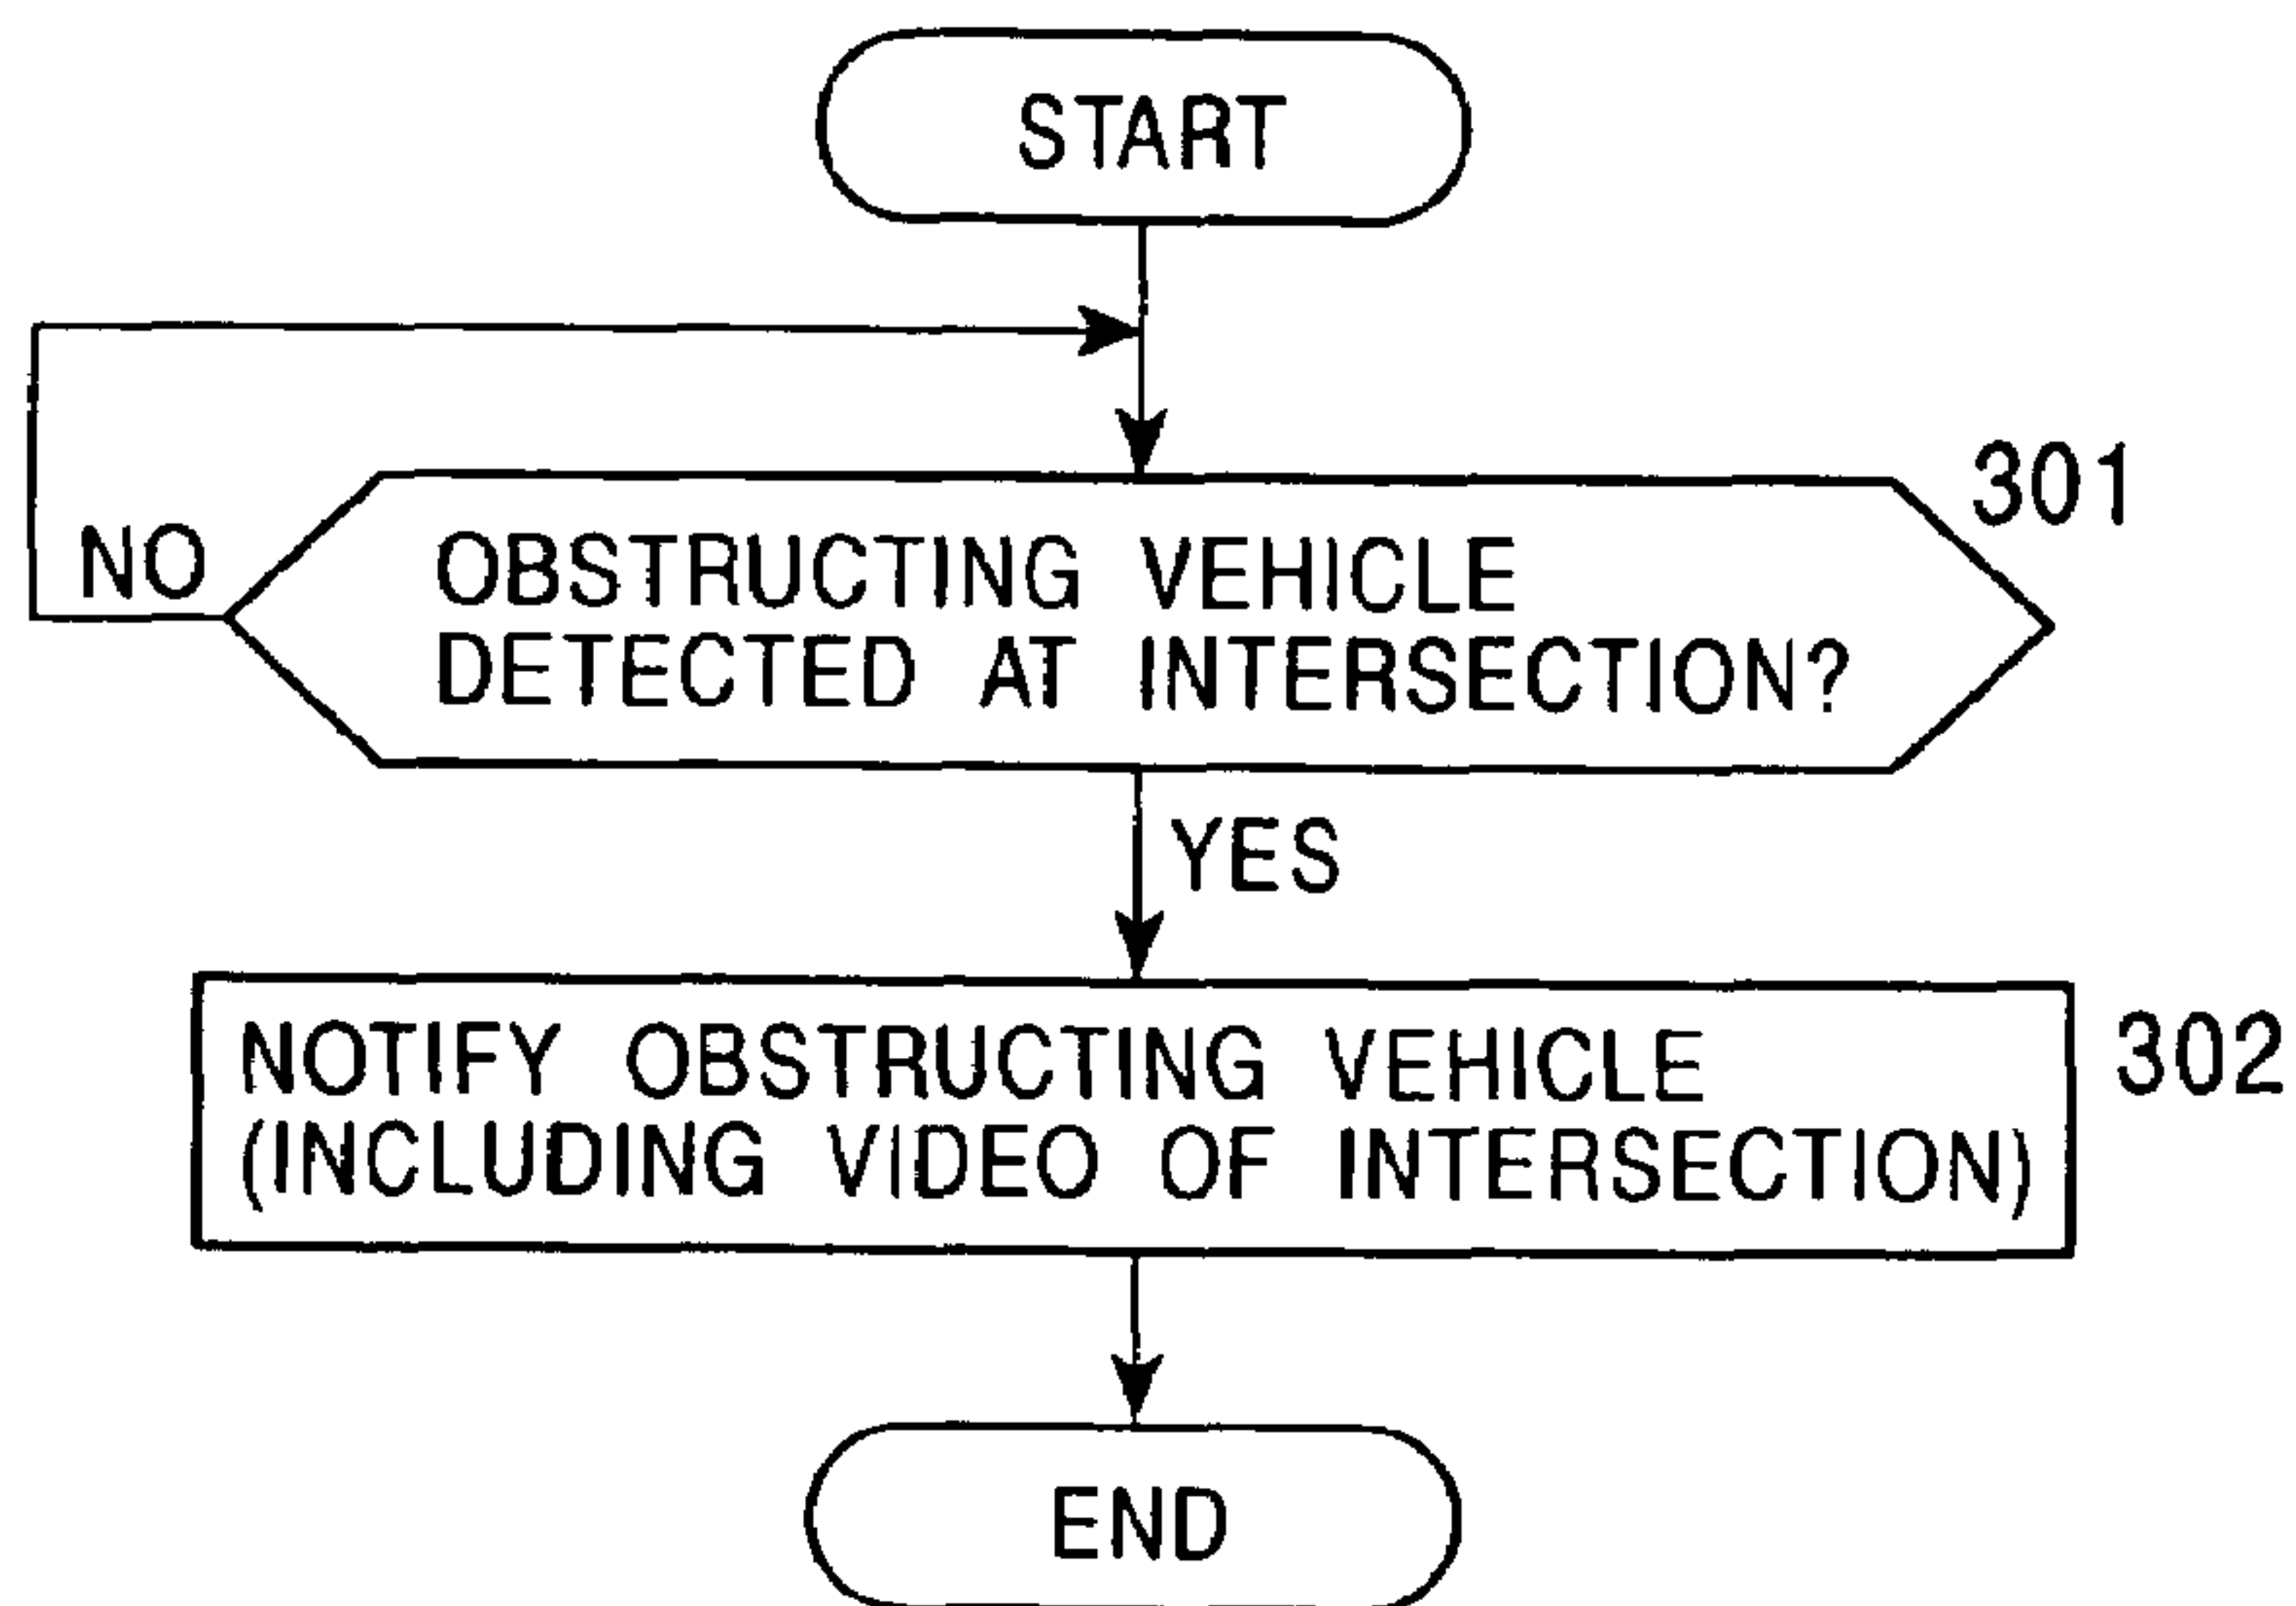 START
301
NO
OBSTRUCTING VEHICLE
DETECTED AT INTERSECTION?
YES
NOTIFY OBSTRUCTING VEHICLE
(INCLUDING VIDEO OF INTERSECTION)
302
END